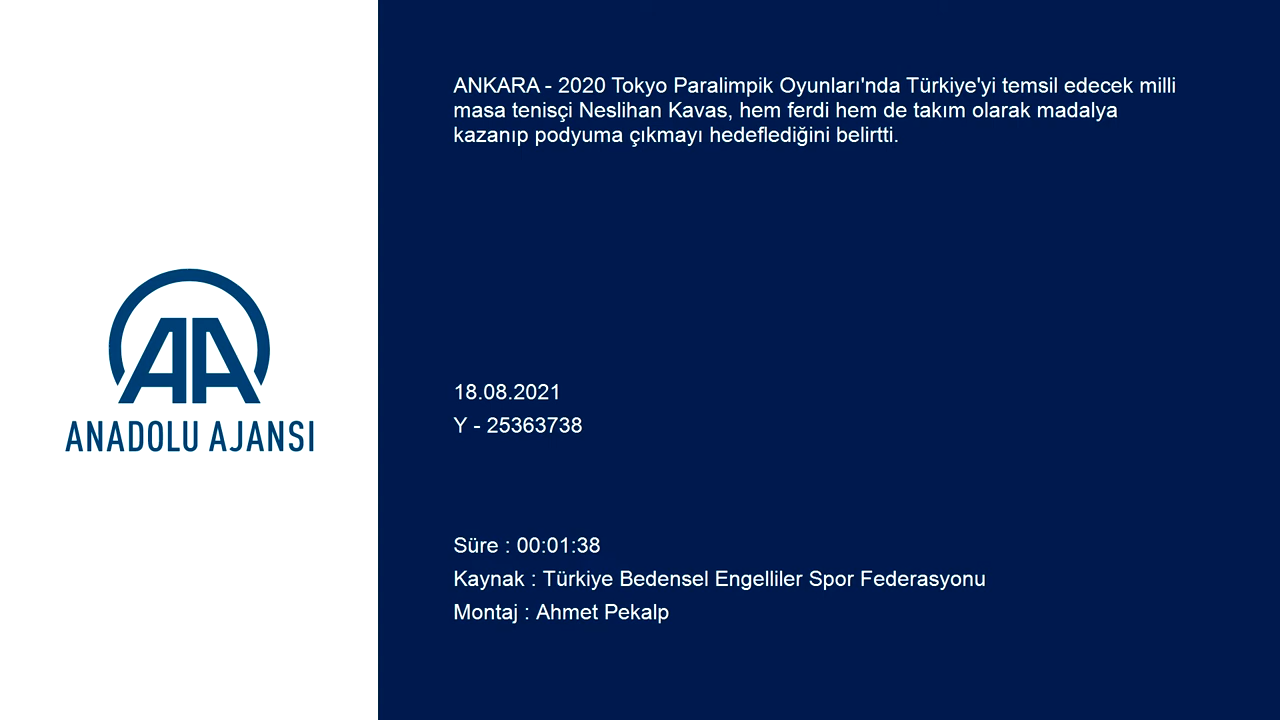 ANKARA - 2020 Tokyo Paralimpik Oyunları'nda Türkiye'yi temsil edecek milli
masa tenisçi Neslihan Kavas, hem ferdi hem de takım olarak madalya
kazanıp podyuma çıkmayı hedeflediğini belirtti.
AA
ANADOLU AJANSI
18.08.2021
Y - 25363738
Süre : 00:01:38
Kaynak : Türkiye Bedensel Engelliler Spor Federasyonu
Montaj : Ahmet Pekalp